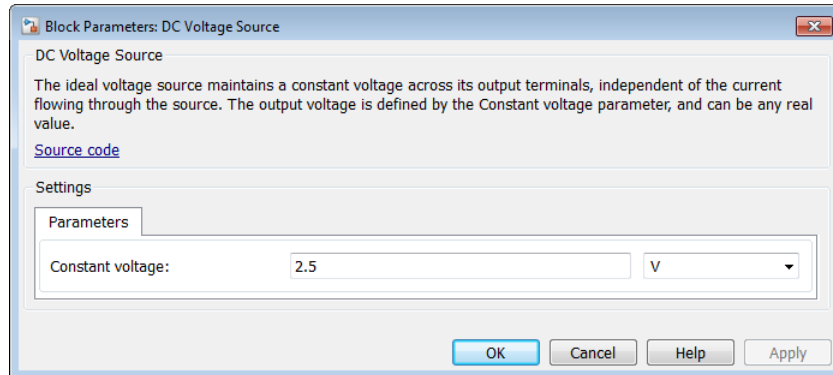 Block Parameters: DC Voltage Source
DC Voltage Source
The ideal voltage source maintains a constant voltage across its output terminals, independent of the current
flowing through the source. The output voltage is defined by the Constant voltage parameter, and can be any real
value.
Source code
Settings
Parameters
Constant voltage: 2.5 V
OK Cancel Help Apply